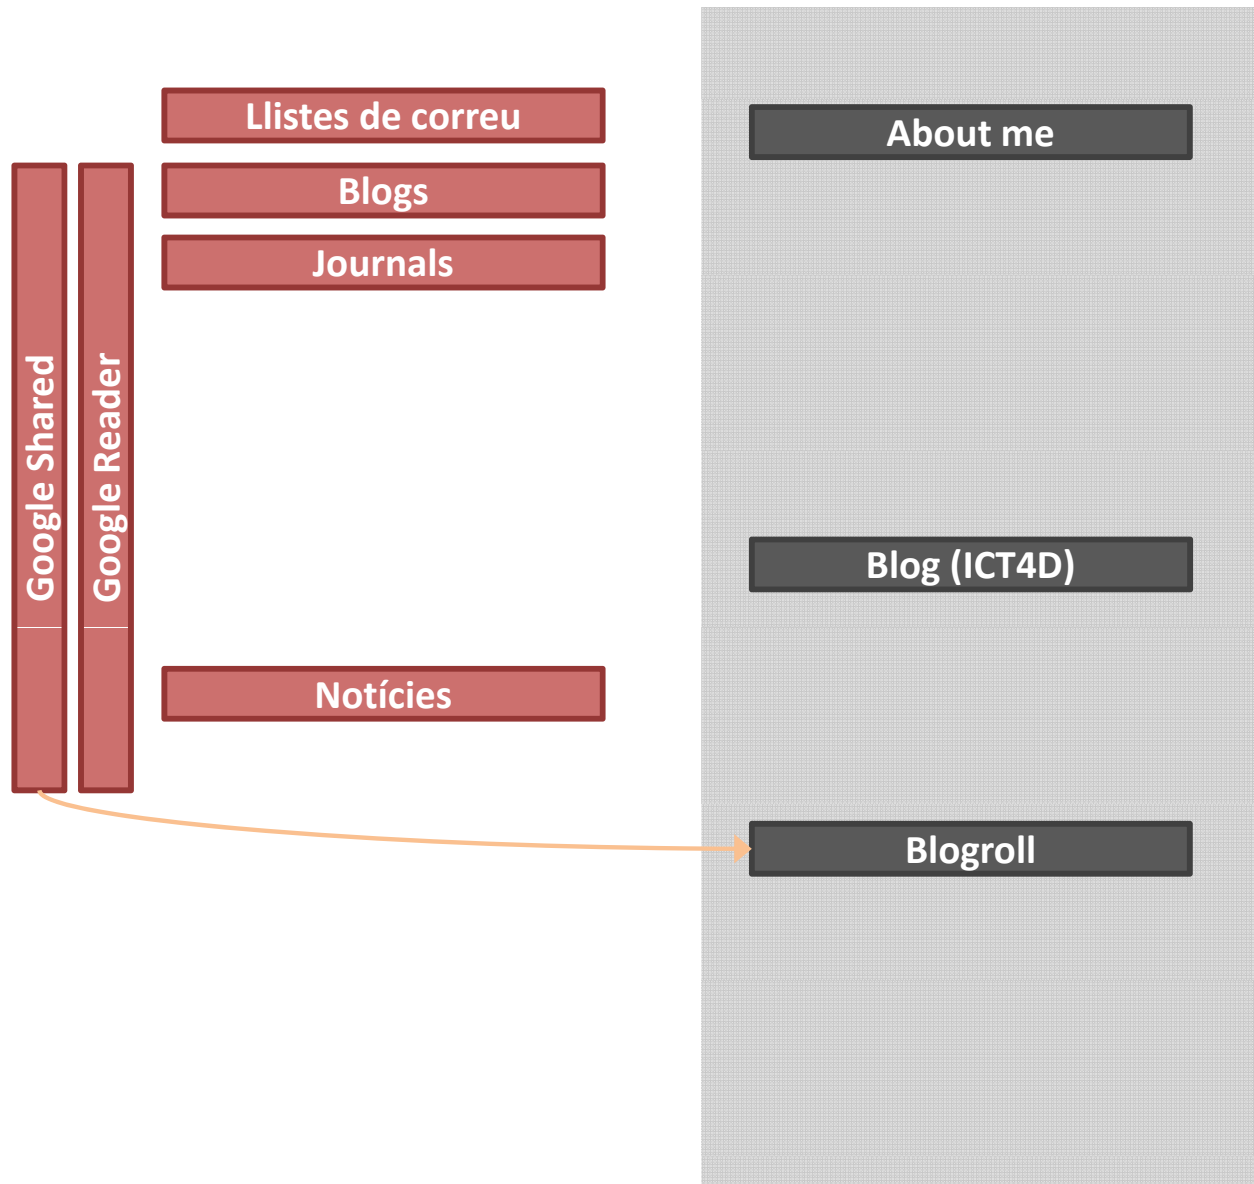 Llistes de correu
About me
Blogs
Journals
Google Shared
Google Reader
Blog (ICT4D)
Notícies
Blogroll